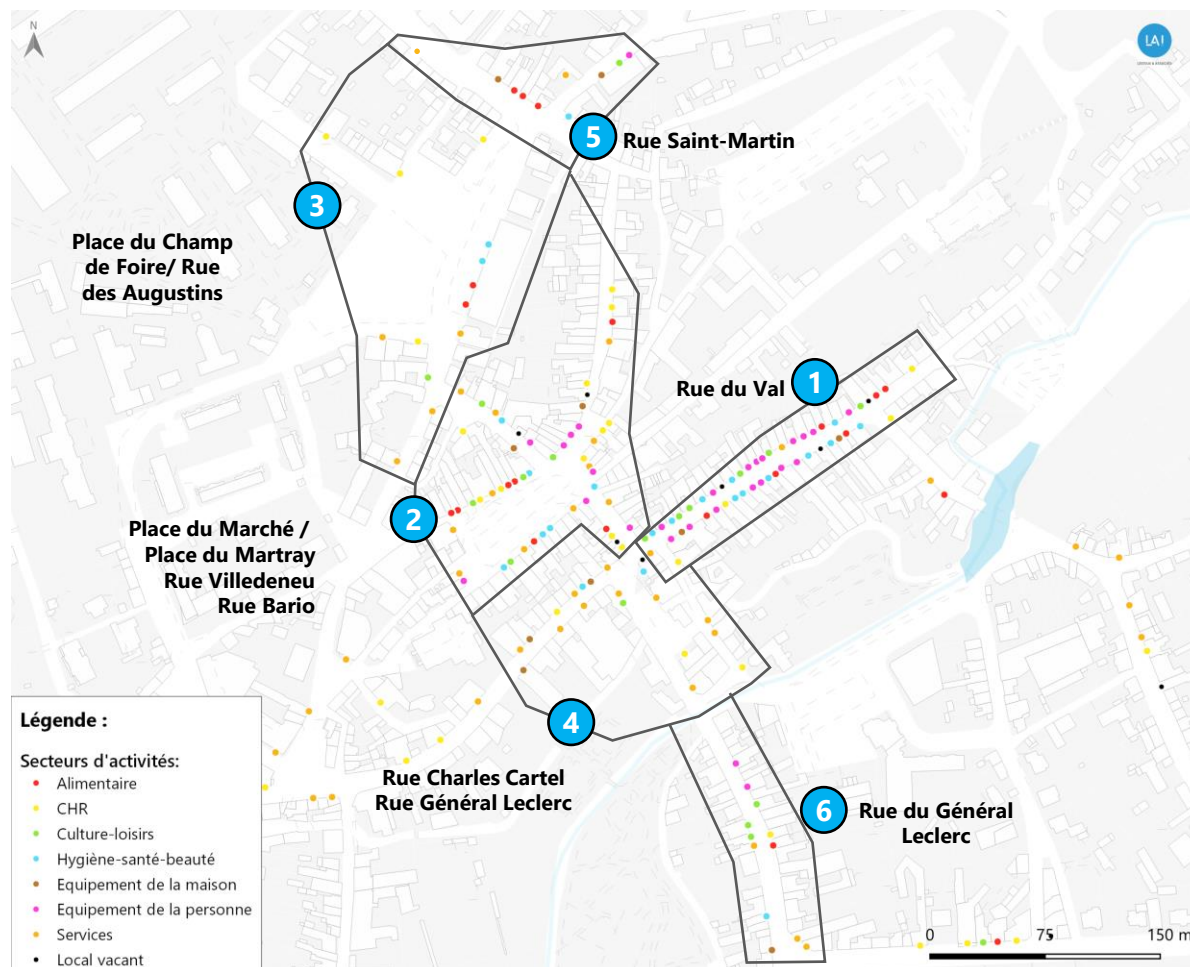 N
LAI
5
Rue Saint-Martin
3
Place du Champ
de Foire/ Rue
des Augustins
1
Rue du Val
2
Place du Marché /
Place du Martray
Rue Villedeneu
Rue Bario
4
Rue Charles Cartel
Rue Général Leclerc
6
Rue du Général
Leclerc
Légende :
Secteurs d'activités:
Alimentaire
CHR
Culture-loisirs
Hygiène-santé-beauté
Equipement de la maison
Equipement de la personne
Services
Local vacant
0
75
150 m